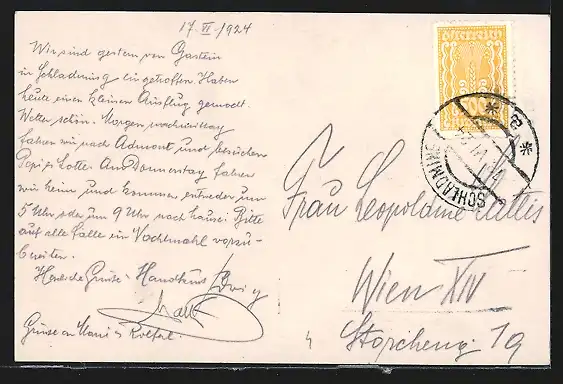 17. VI. 1924
Wir sind gestern von Gastein
in Schladming eingetroffen. Haben
heute einen kleinen Ausflug gemacht.
Wetter schön. Morgen nachmittag
fahren wir nach Admont und besuchen
Pepi & Lotte. Am Donnerstag fahren
wir heim und kommen entweder um
5 Uhr oder um 9 Uhr nach Hause. Bitte
auf alle Fälle ein Nachtmahl vorzu-
bereiten.
Herzliche Grüsse - Handkuss
Grüsse an
österreich
SCHLADMING
Frau Leopoldine
Wien XIV
19